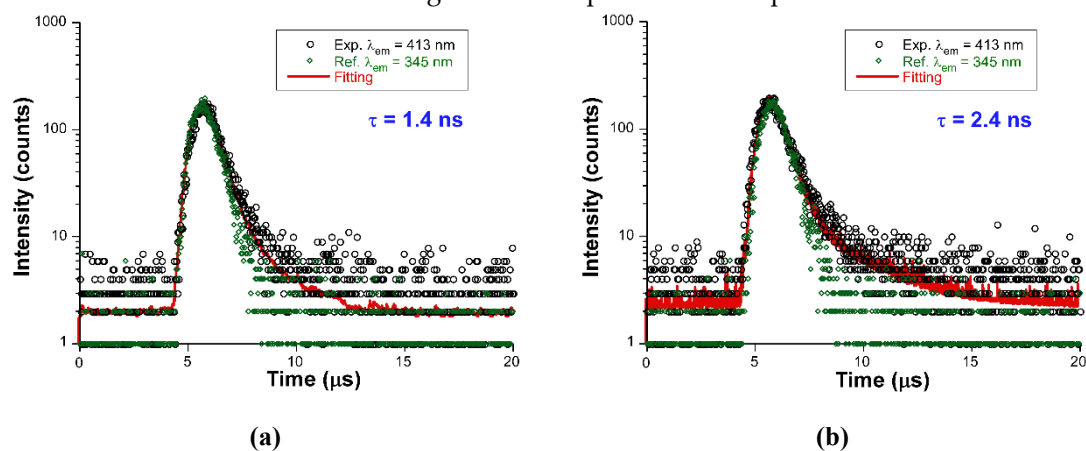 1000
100
10
1
0 5 10 15 20
Intensity (counts)
Time (μs)
Exp. λem = 413 nm
Ref. λem = 345 nm
Fitting
τ = 1.4 ns
(a)
1000
100
10
1
0 5 10 15 20
Intensity (counts)
Time (μs)
Exp. λem = 413 nm
Ref. λem = 345 nm
Fitting
τ = 2.4 ns
(b)